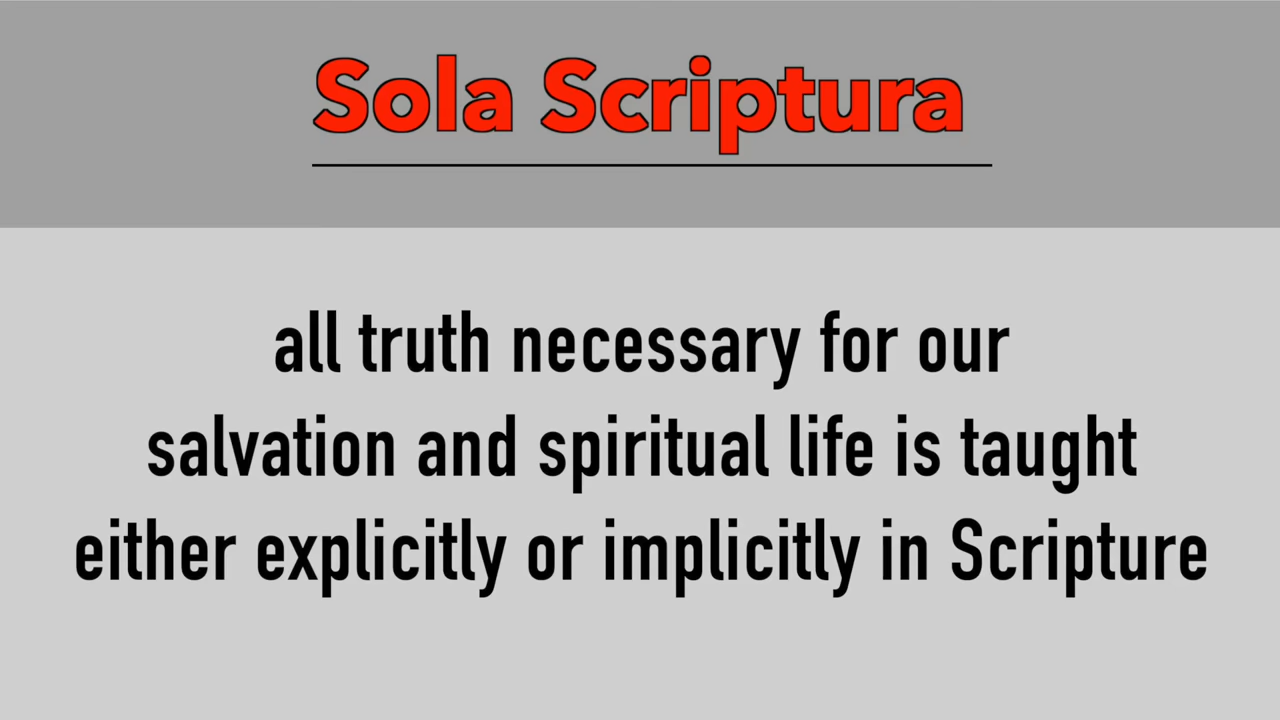 Sola Scriptura
all truth necessary for our
salvation and spiritual life is taught
either explicitly or implicitly in Scripture